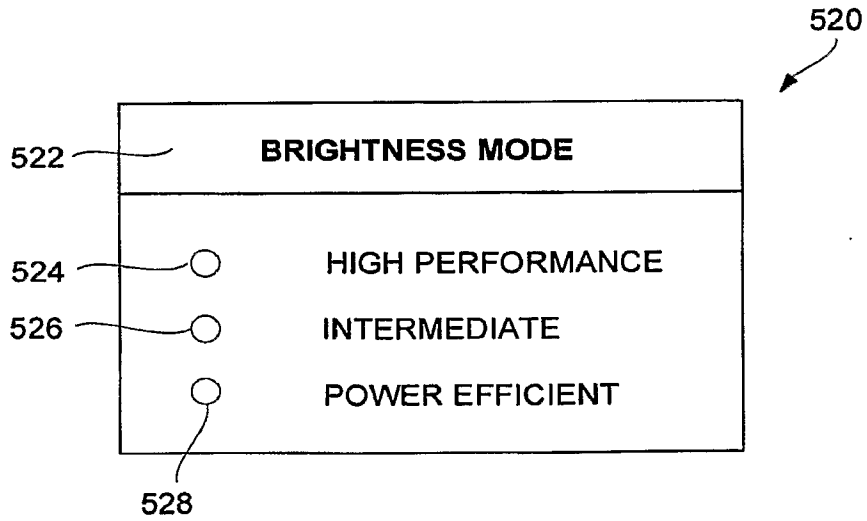 520
522 BRIGHTNESS MODE
524 HIGH PERFORMANCE
526 INTERMEDIATE
POWER EFFICIENT
528